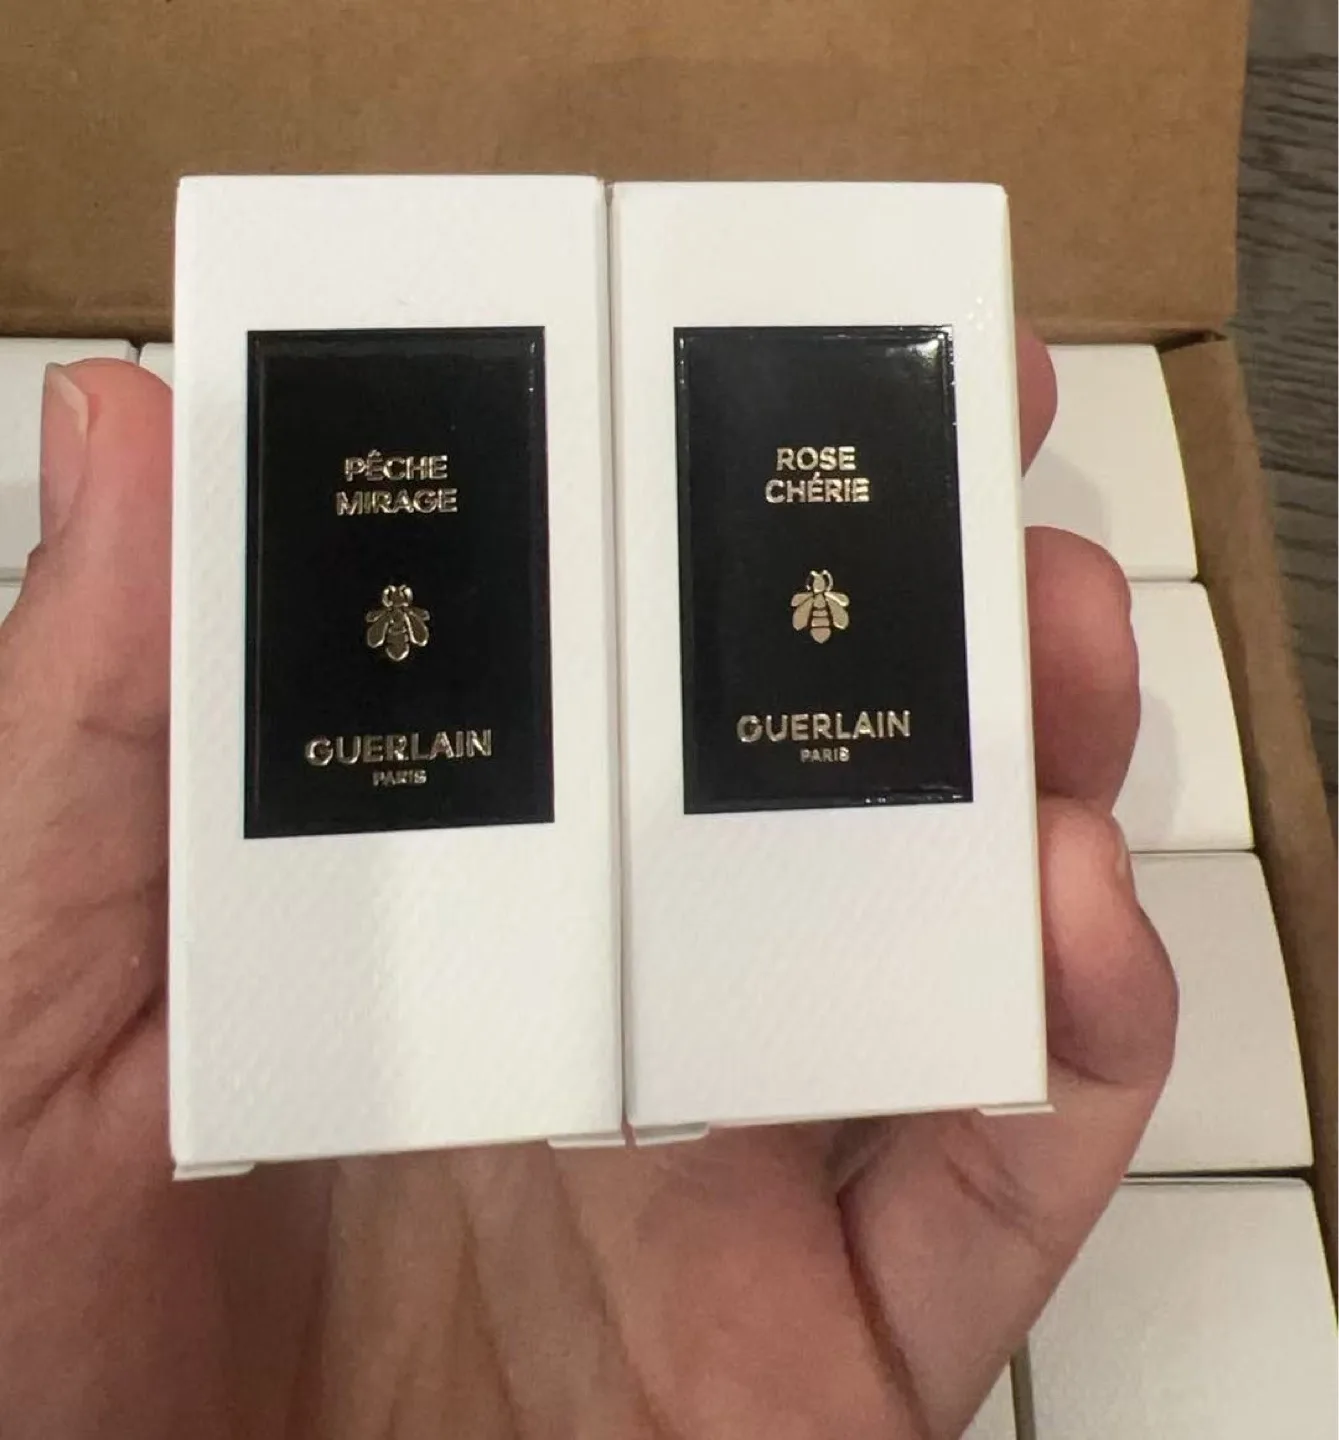 PÊCHE
MIRAGE
GUERLAIN
PARIS
ROSE
CHÉRIE
GUERLAIN
PARIS